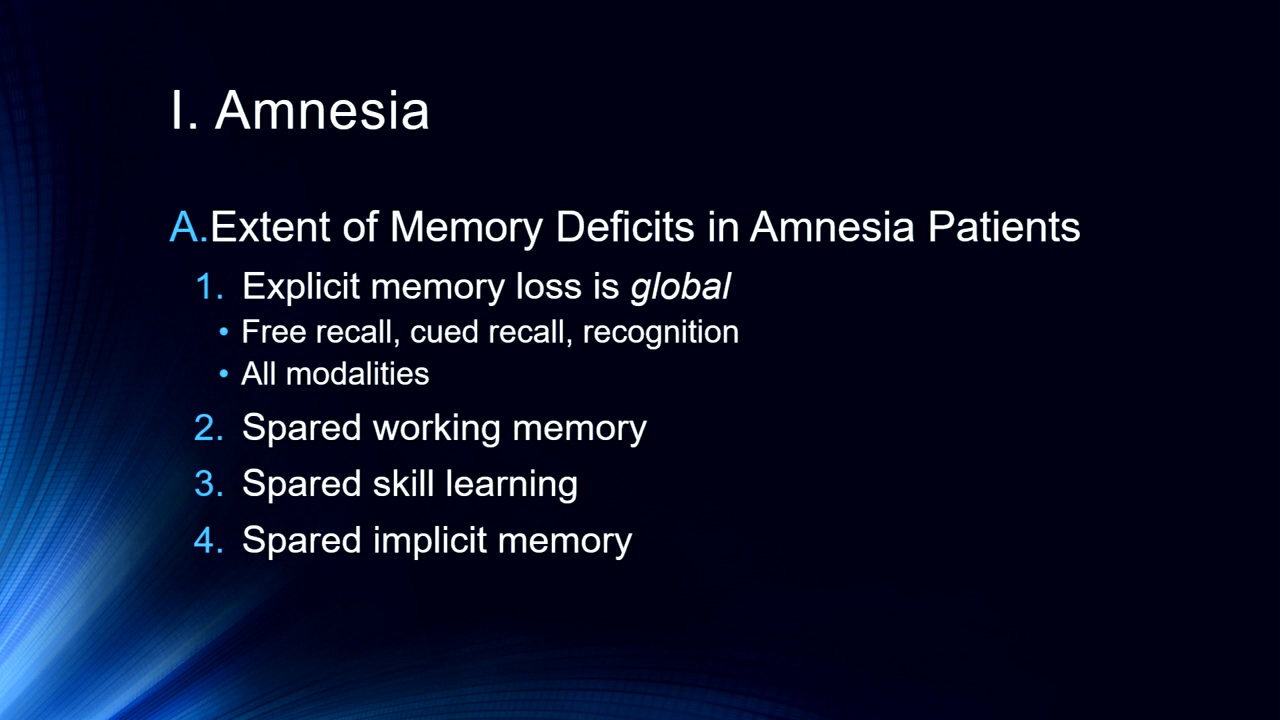 I. Amnesia
A.Extent of Memory Deficits in Amnesia Patients
1. Explicit memory loss is global
• Free recall, cued recall, recognition
• All modalities
2. Spared working memory
3. Spared skill learning
4. Spared implicit memory